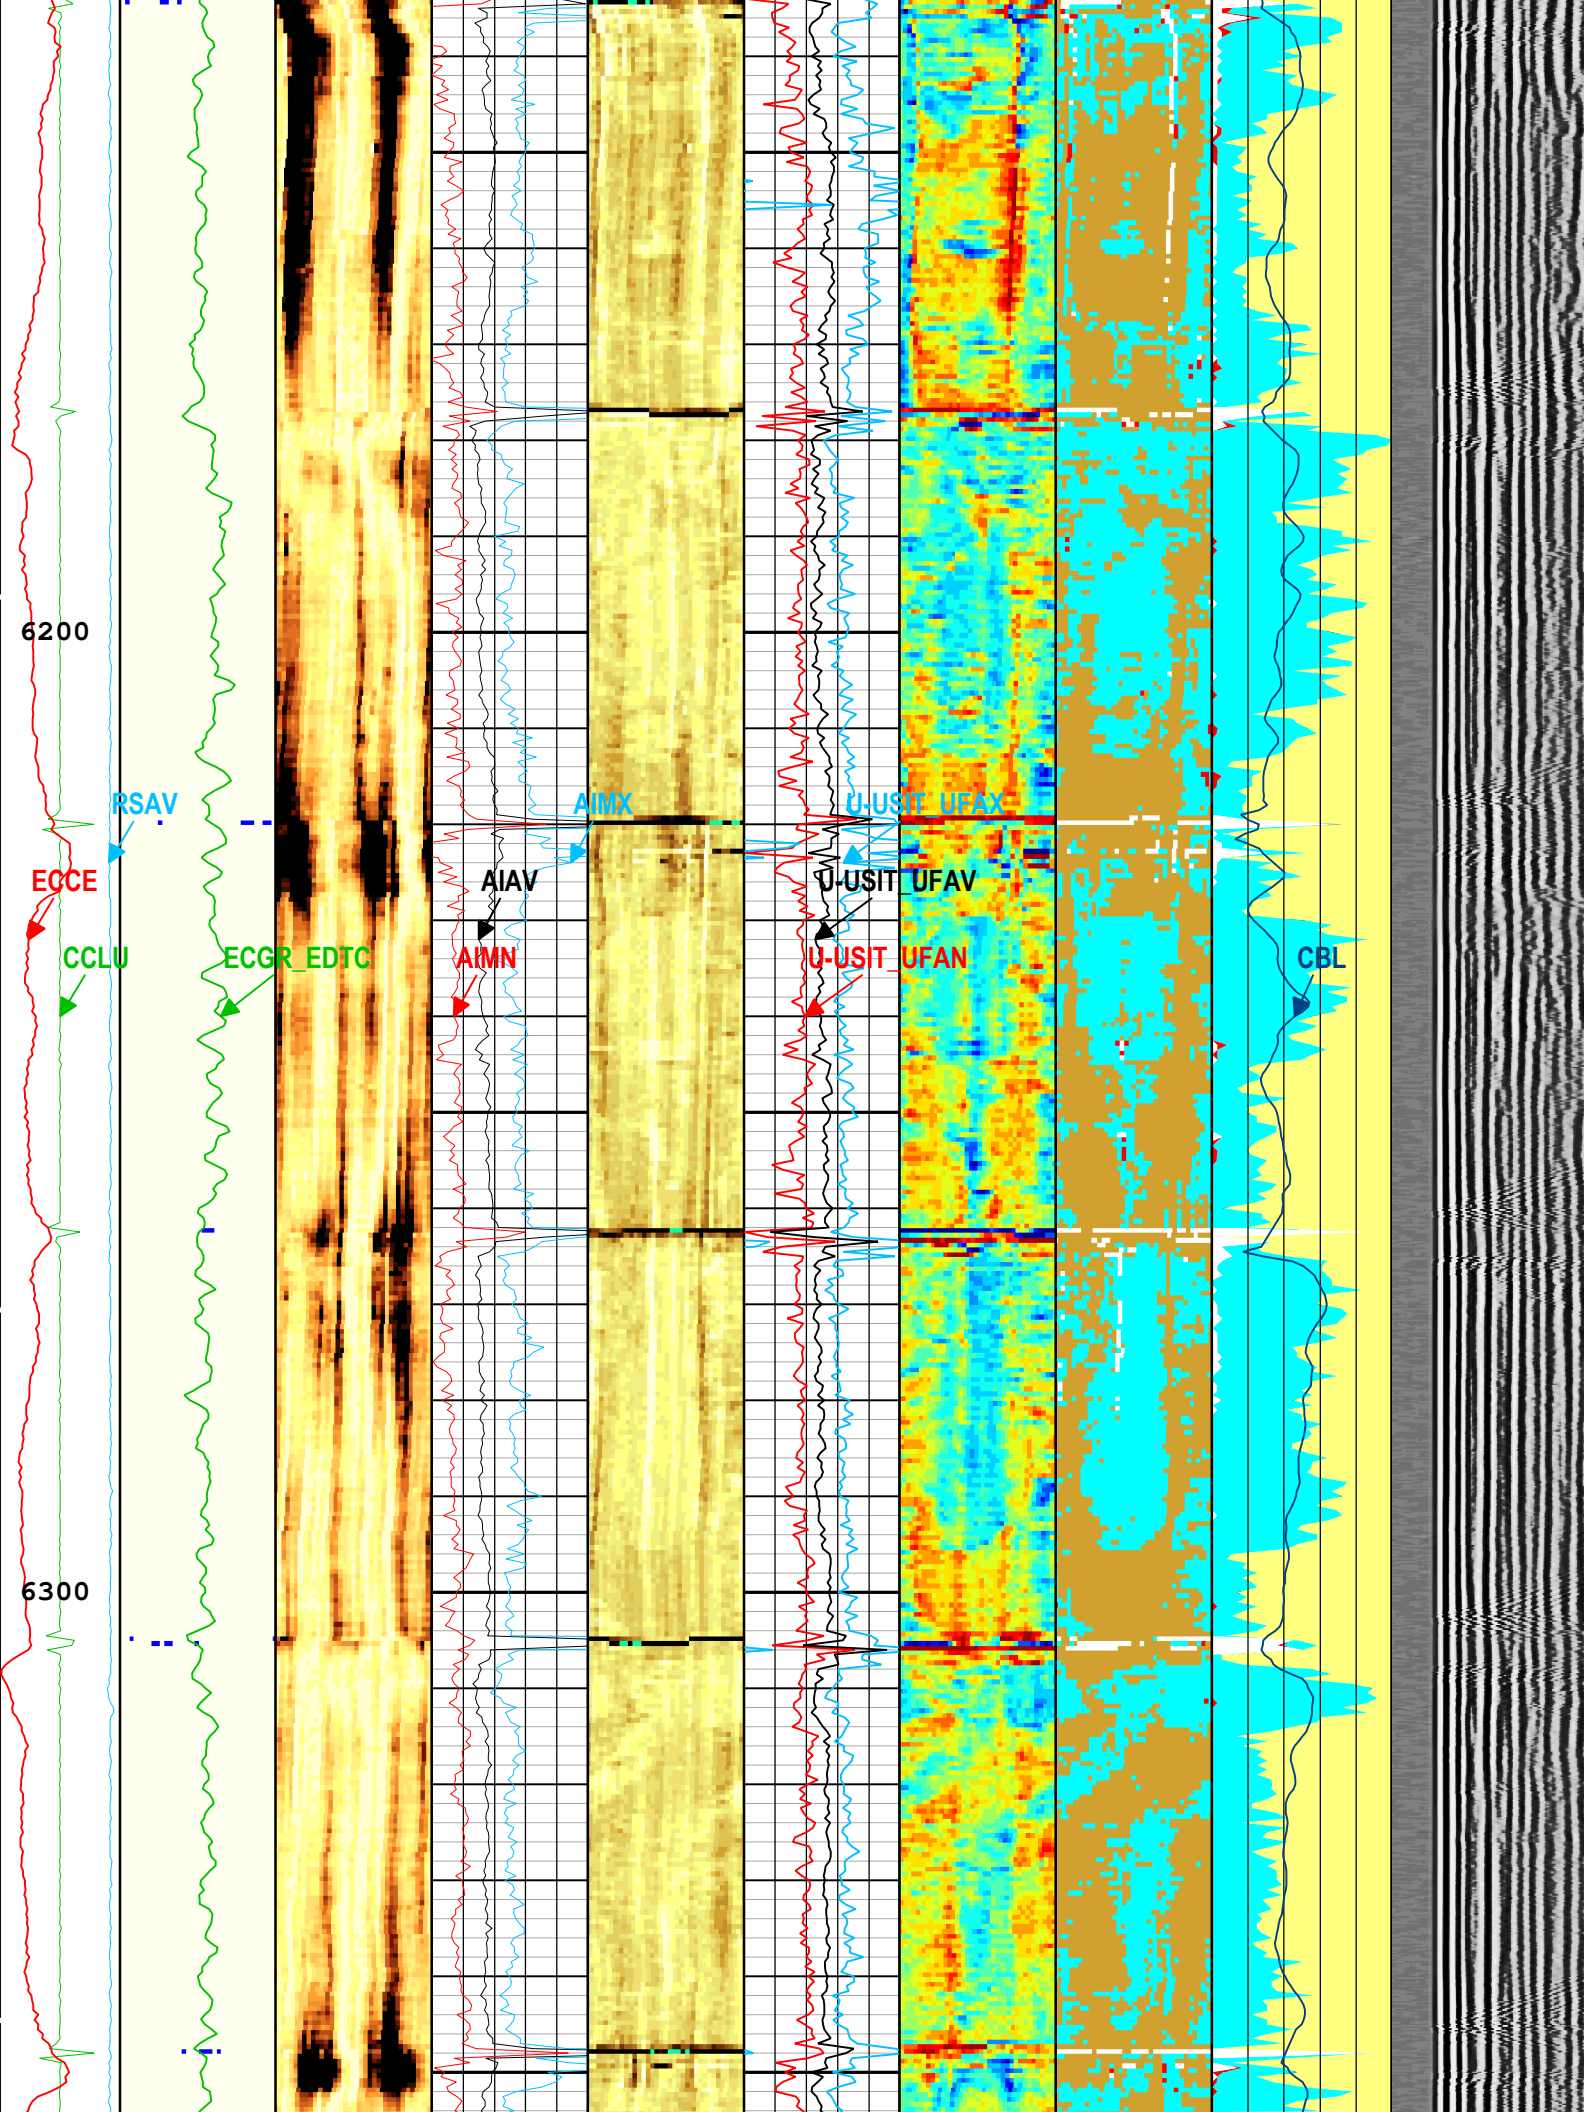 6200
RSAV
AIMX
U-USIT_UFAX
ECCE
AIAV
U-USIT_UFAV
CCLU
ECGR_EDTC
AIMN
U-USIT_UFAN
CBL
6300